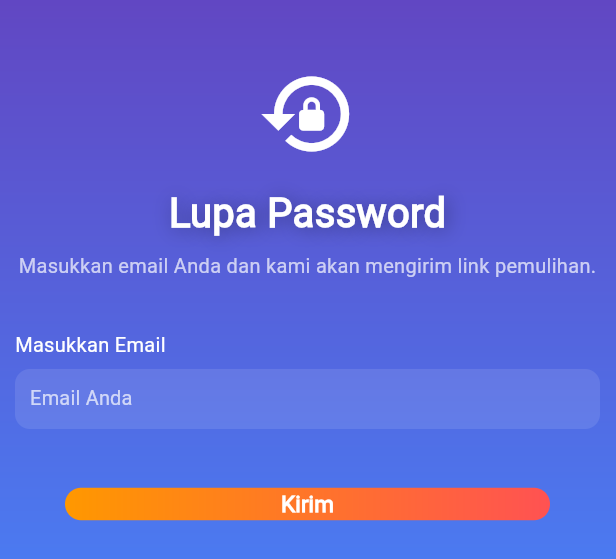 Lupa Password
Masukkan email Anda dan kami akan mengirim link pemulihan.
Masukkan Email
Email Anda
Kirim